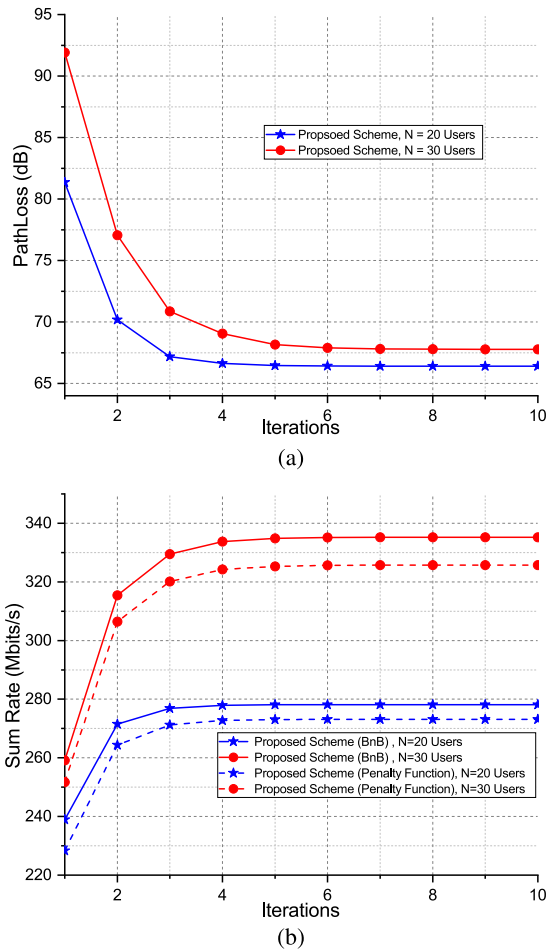 95
90
85
80
75
70
65
PathLoss (dB)
Propsoed Scheme, N = 20 Users
Propsoed Scheme, N = 30 Users
2 4 6 8 10
Iterations
(a)
340
320
300
280
260
240
220
Sum Rate (Mbits/s)
Proposed Scheme (BnB) , N=20 Users
Proposed Scheme (BnB) , N=30 Users
Proposed Scheme (Penalty Function), N=20 Users
Proposed Scheme (Penalty Function), N=30 Users
2 4 6 8 10
Iterations
(b)